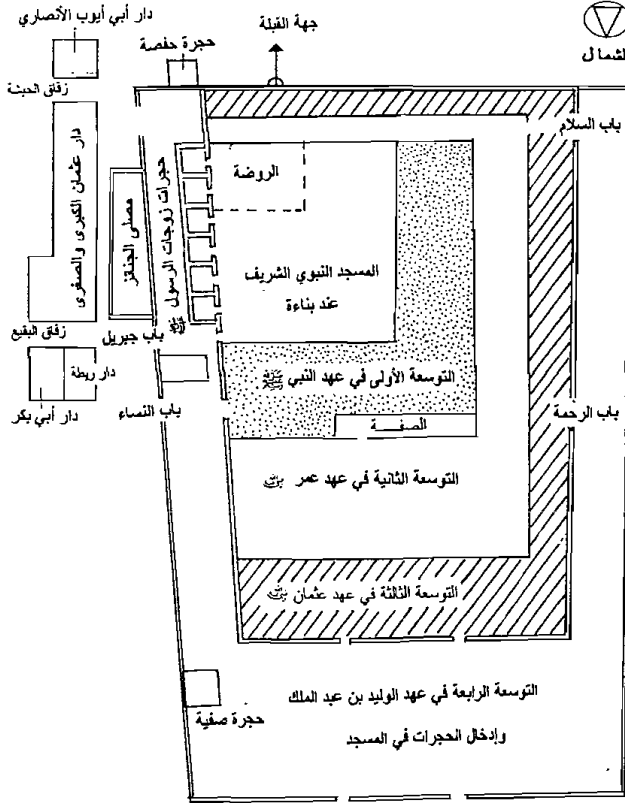 دار أبي أيوب الأنصاري
حجرة حفصة
جهة القبلة
الشمال
زقاق الحبشة
باب السلام
دار عثمان الكبرى والصغرى
مصلى الجنائز
حجرات زوجات الرسول ﷺ
الروضة
المسجد النبوي الشريف
عند بناءة
زقاق البقيع
باب جبريل
التوسعة الأولى في عهد النبي ﷺ
دار ريطة
دار أبي بكر
باب النساء
الصفة
باب الرحمة
التوسعة الثانية في عهد عمر
التوسعة الثالثة في عهد عثمان
التوسعة الرابعة في عهد الوليد بن عبد الملك
وإدخال الحجرات في المسجد
حجرة صفية